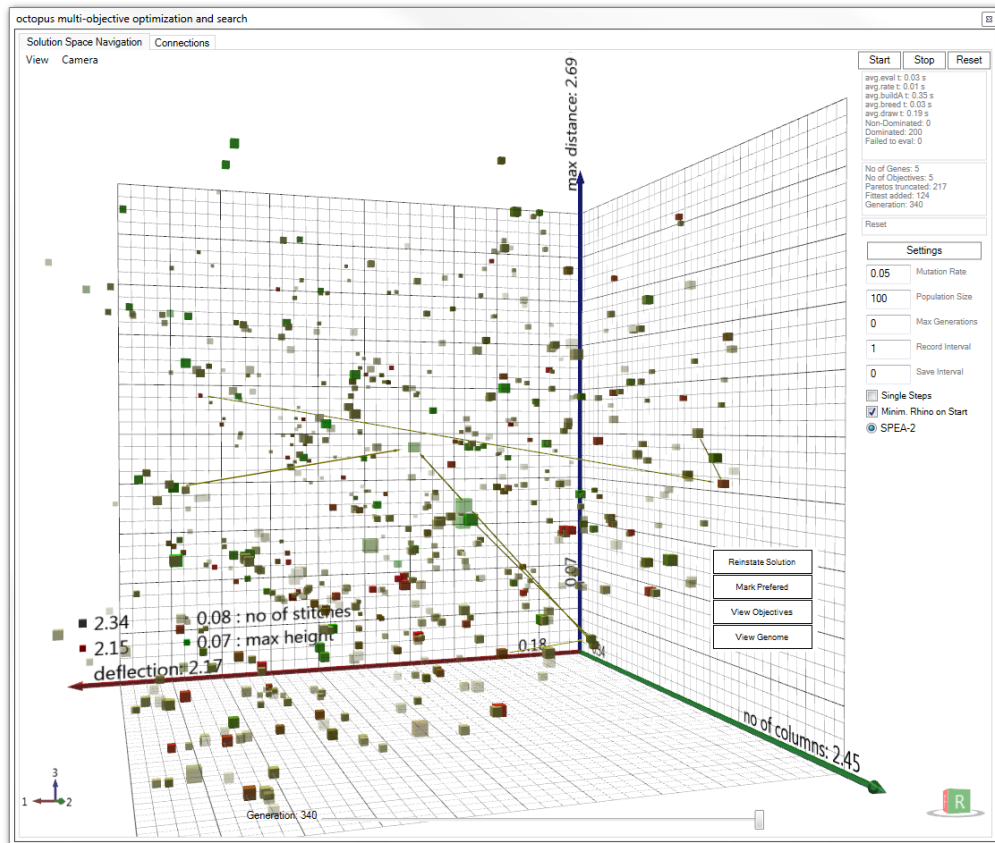 octopus multi-objective optimization and search
Solution Space Navigation
Connections
View
Camera
Start
Stop
Reset
avg.eval t: 0.03 s
avg.rate t: 0.01 s
avg.buildA t: 0.35 s
avg.breed t: 0.03 s
avg.draw t: 0.19 s
Non-Dominated: 0
Dominated: 200
Failed to eval: 0
No of Genes: 5
No of Objectives: 5
Paretos truncated: 217
Fittest added: 124
Generation: 340
Reset
Settings
0.05 Mutation Rate
100 Population Size
0 Max Generations
1 Record Interval
0 Save Interval
Single Steps
Minim. Rhino on Start
SPEA-2
max distance: 2.69
0.07
Reinstate Solution
Mark Prefered
View Objectives
View Genome
2.34
0.08 : no of stitches
2.15
0.07 : max height
deflection: 2.17
0.18
no of columns: 2.45
3
1
2
R
Generation: 340